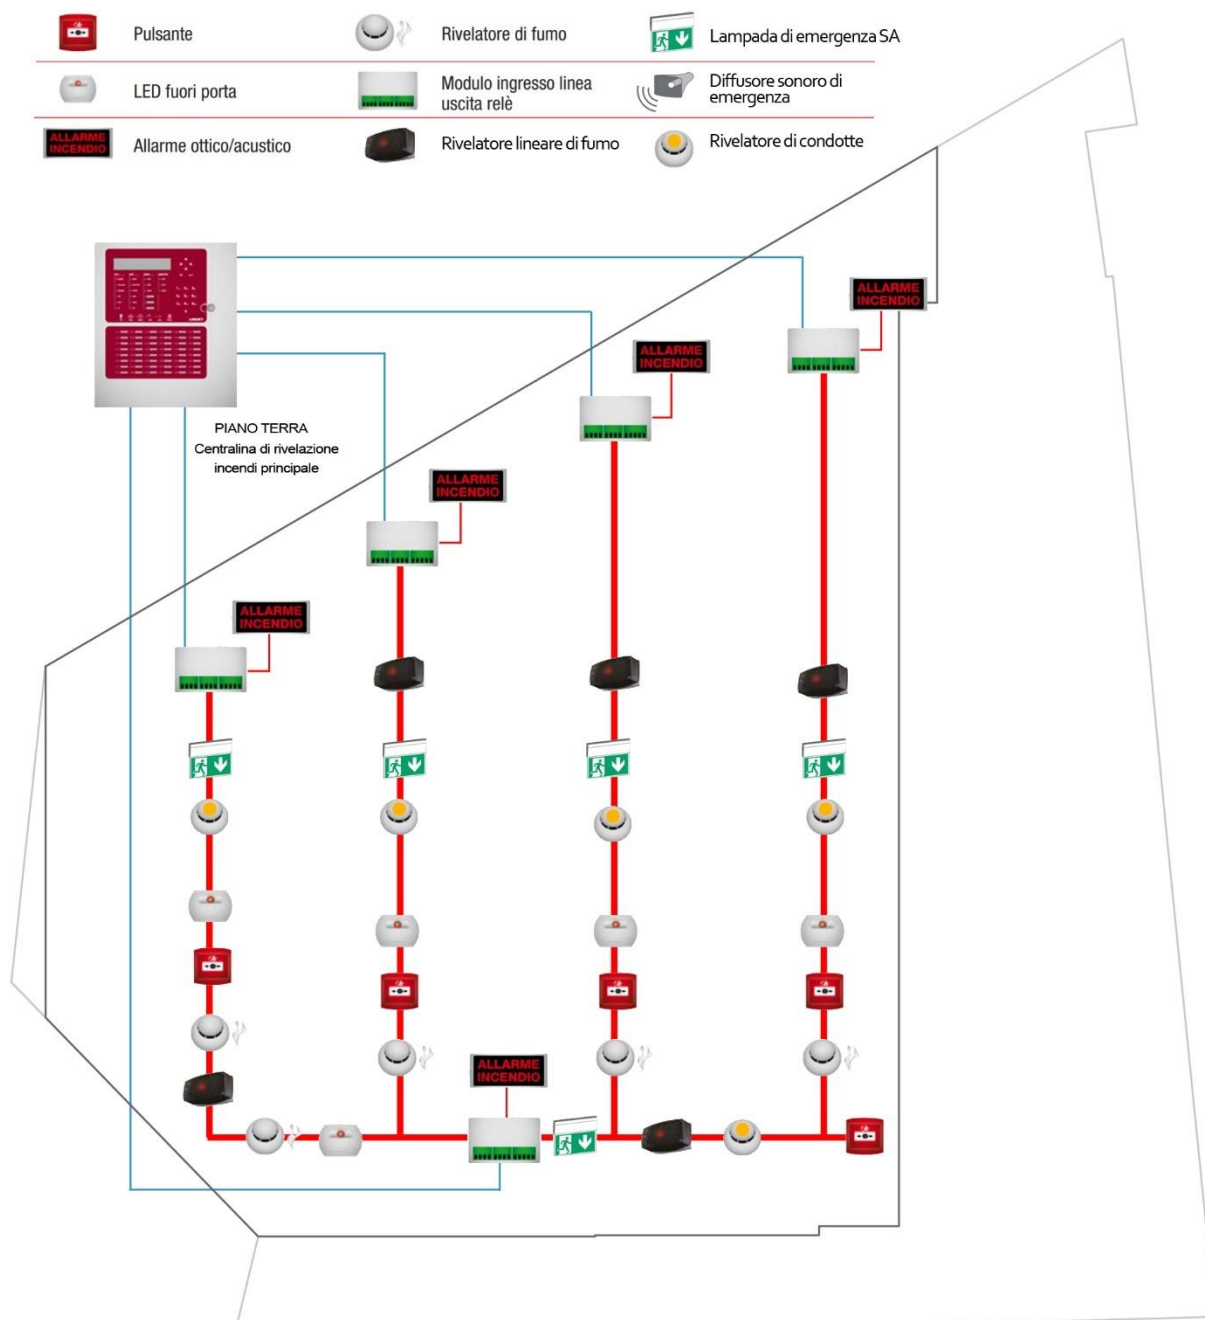 Pulsante
Rivelatore di fumo
Lampada di emergenza SA
LED fuori porta
Modulo ingresso linea
uscita relè
Diffusore sonoro di
emergenza
ALLARME
INCENDIO
Allarme ottico/acustico
Rivelatore lineare di fumo
Rivelatore di condotte
ALLARME
INCENDIO
ALLARME
INCENDIO
PIANO TERRA
Centralina di rivelazione
incendi principale
ALLARME
INCENDIO
ALLARME
INCENDIO
ALLARME
INCENDIO